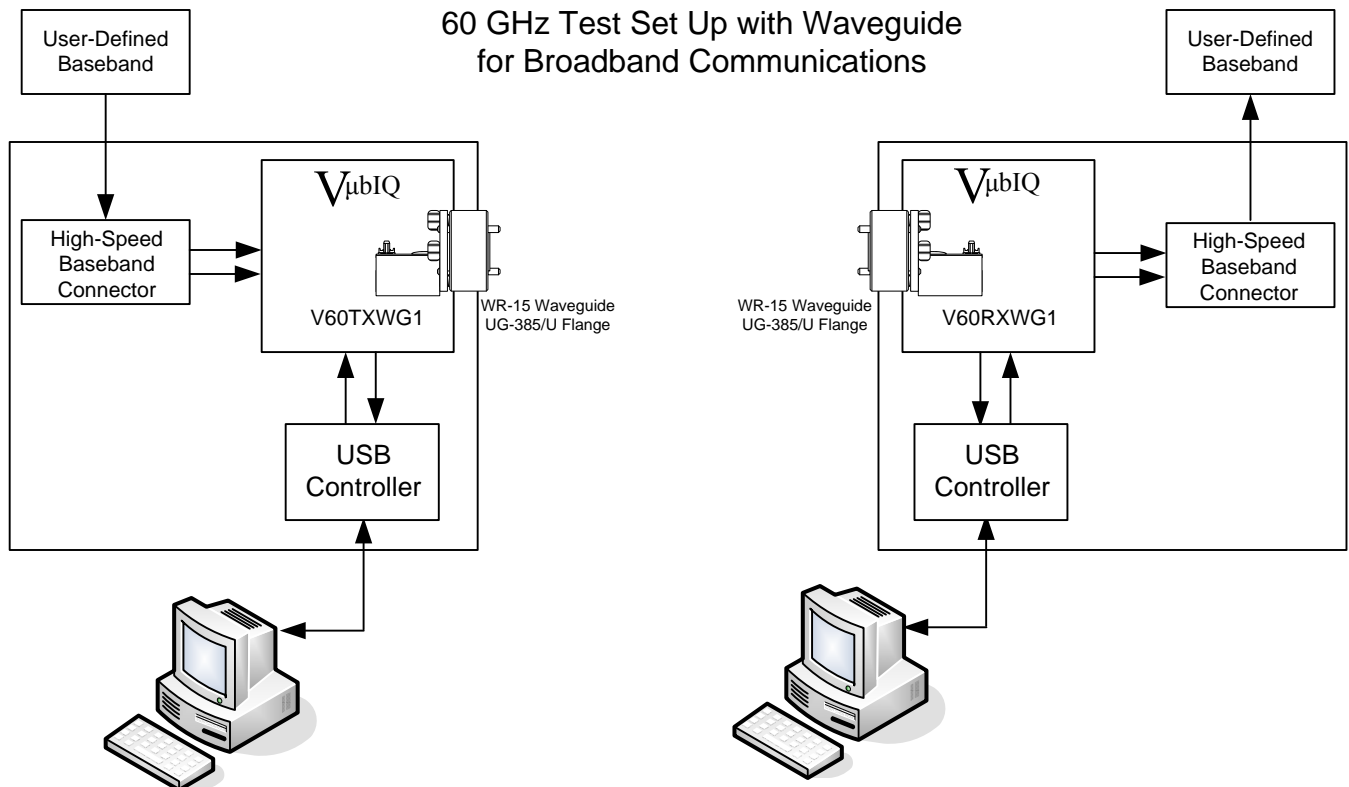 60 GHz Test Set Up with Waveguide
for Broadband Communications
User-Defined
Baseband
High-Speed
Baseband
Connector
VμbIQ
V60TXWG1
WR-15 Waveguide
UG-385/U Flange
USB
Controller
User-Defined
Baseband
VμbIQ
V60RXWG1
WR-15 Waveguide
UG-385/U Flange
High-Speed
Baseband
Connector
USB
Controller